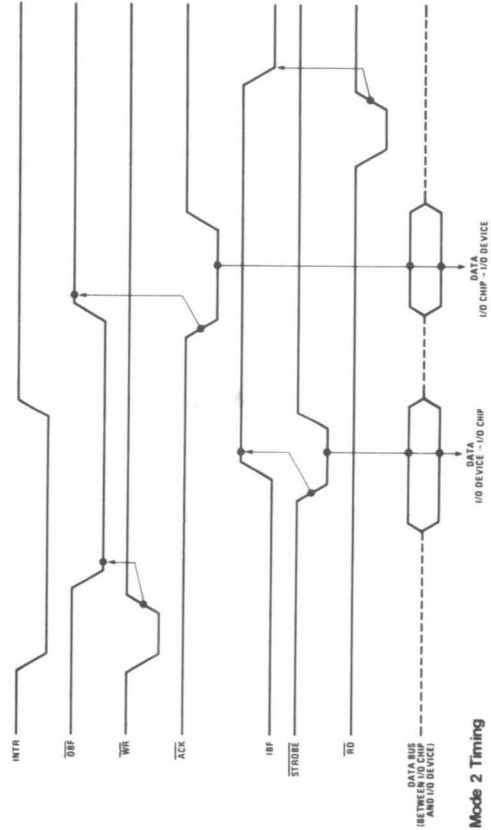 INTR
OBF
WR
ACK
IBF
STROBE
RD
DATA BUS
(BETWEEN I/O CHIP
AND I/O DEVICE)
DATA
I/O DEVICE → I/O CHIP
DATA
I/O CHIP → I/O DEVICE
Mode 2 Timing